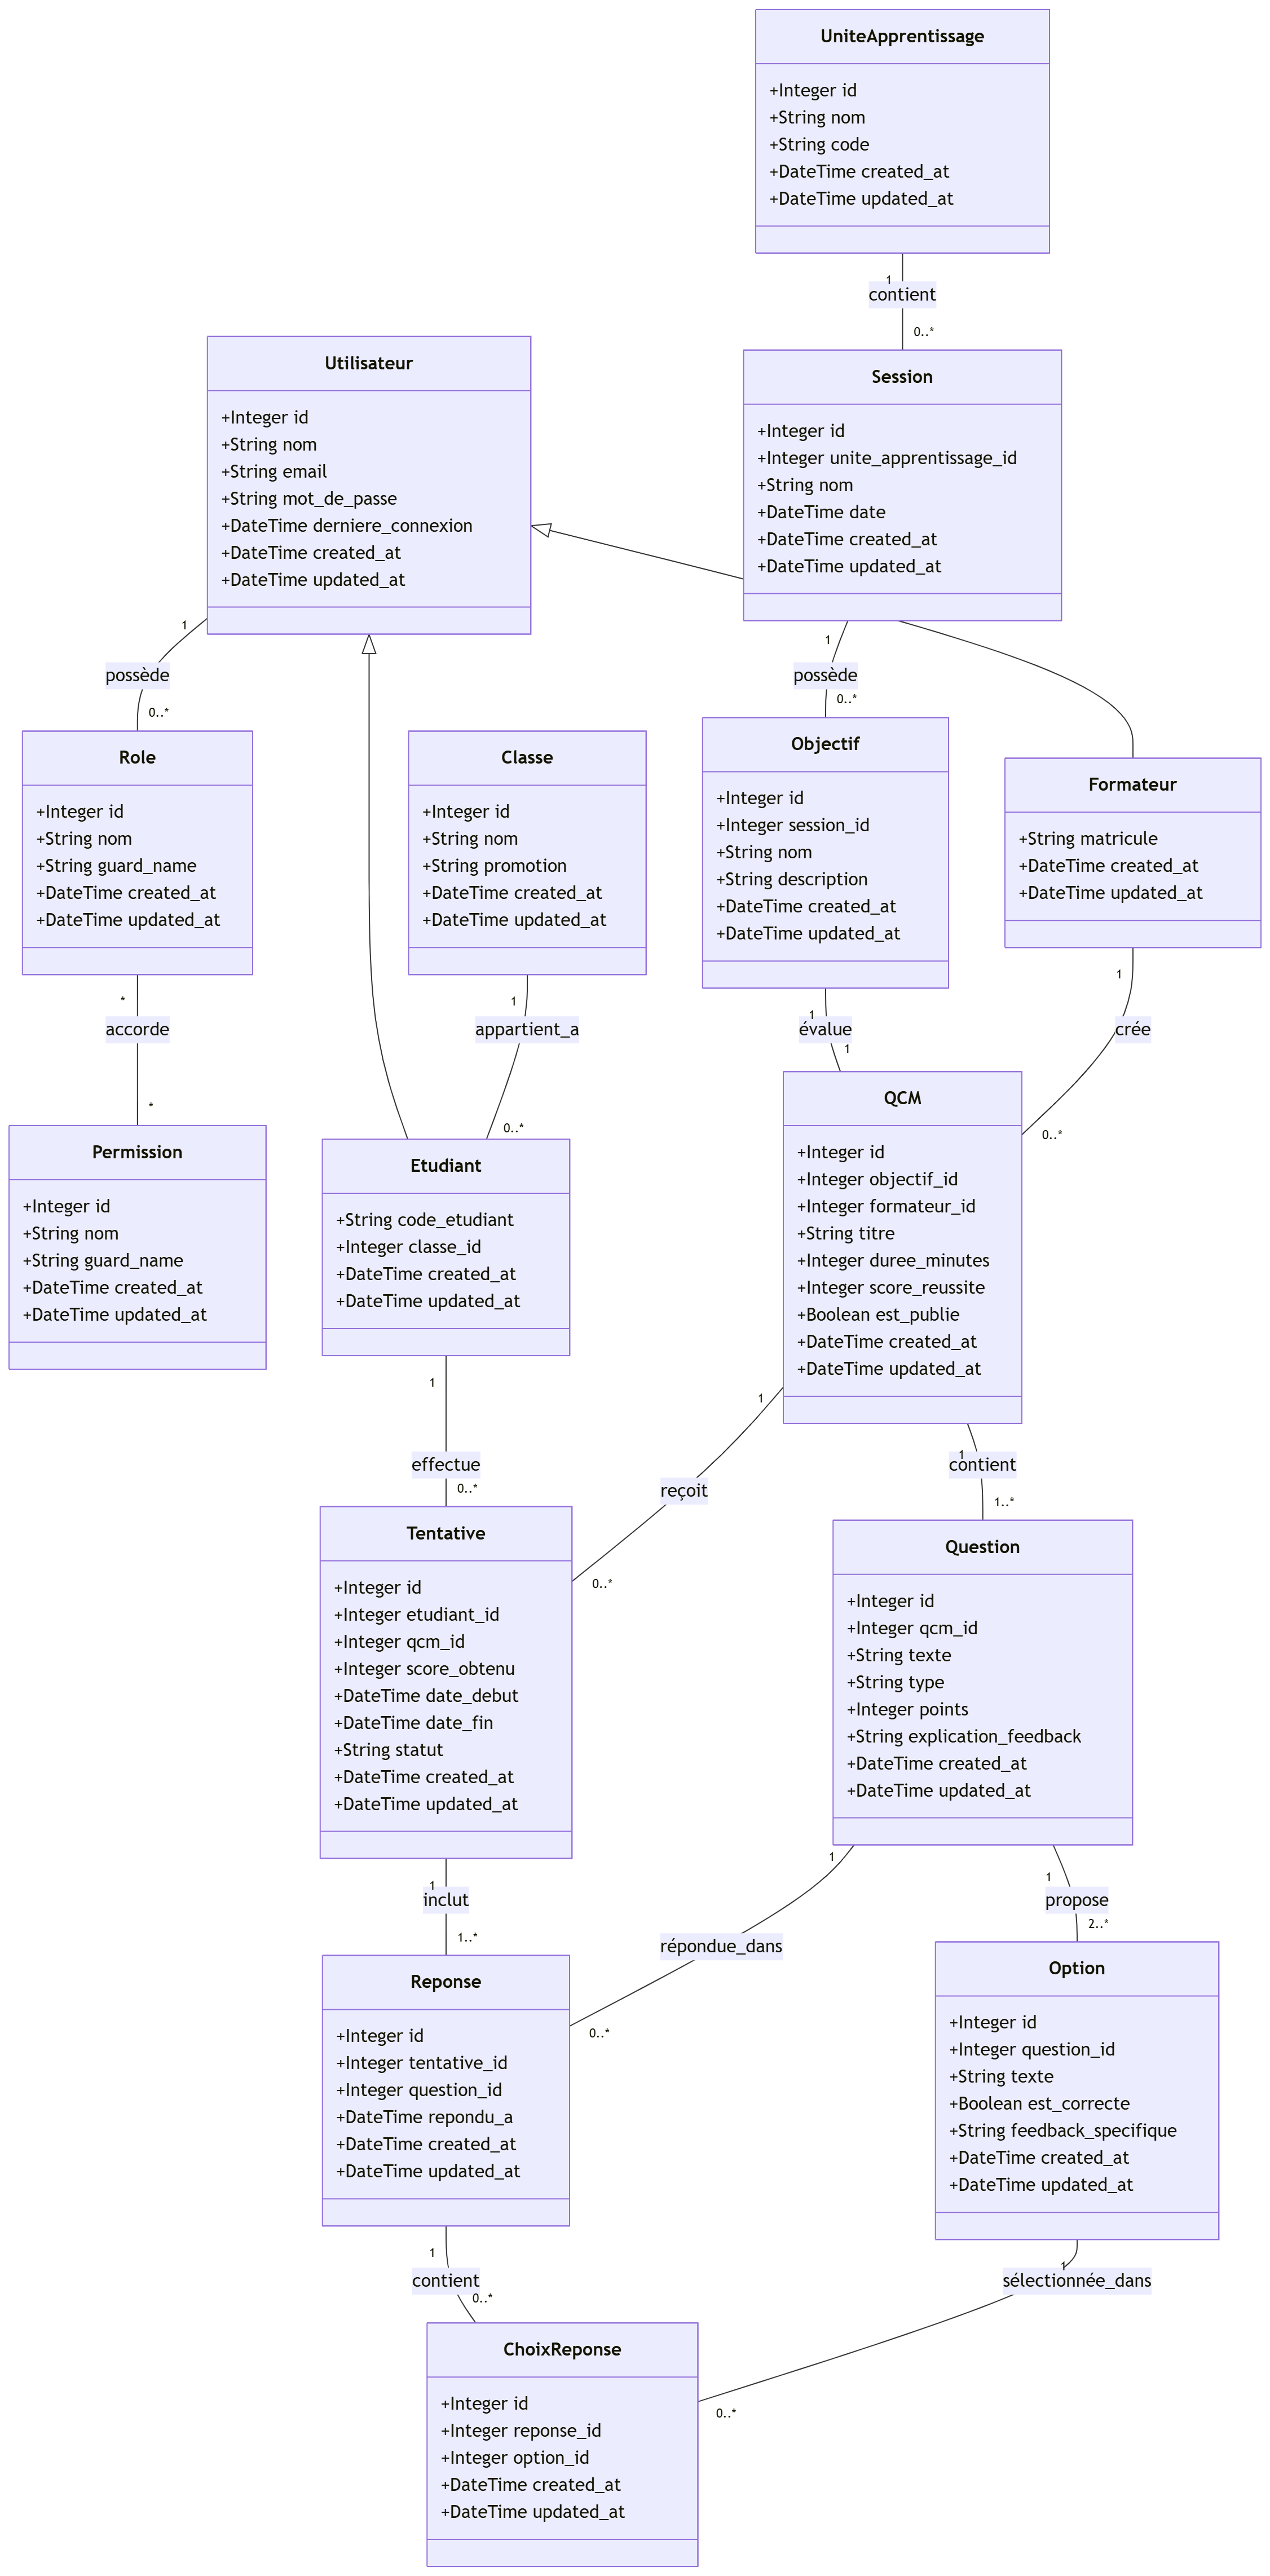 UniteApprentissage
+Integer id
+String nom
+String code
+DateTime created_at
+DateTime updated_at
1
contient
0..*
Utilisateur
+Integer id
+String nom
+String email
+String mot_de_passe
+DateTime derniere_connexion
+DateTime created_at
+DateTime updated_at
Session
+Integer id
+Integer unite_apprentissage_id
+String nom
+DateTime date
+DateTime created_at
+DateTime updated_at
1
possède
0..*
1
possède
0..*
Role
+Integer id
+String nom
+String guard_name
+DateTime created_at
+DateTime updated_at
Classe
+Integer id
+String nom
+String promotion
+DateTime created_at
+DateTime updated_at
Objectif
+Integer id
+Integer session_id
+String nom
+String description
+DateTime created_at
+DateTime updated_at
Formateur
+String matricule
+DateTime created_at
+DateTime updated_at
*
accorde
*
1
appartient_a
0..*
1
évalue
1
1
crée
0..*
Permission
+Integer id
+String nom
+String guard_name
+DateTime created_at
+DateTime updated_at
Etudiant
+String code_etudiant
+Integer classe_id
+DateTime created_at
+DateTime updated_at
QCM
+Integer id
+Integer objectif_id
+Integer formateur_id
+String titre
+Integer duree_minutes
+Integer score_reussite
+Boolean est_publie
+DateTime created_at
+DateTime updated_at
1
effectue
0..*
1
reçoit
0..*
1
contient
1..*
Tentative
+Integer id
+Integer etudiant_id
+Integer qcm_id
+Integer score_obtenu
+DateTime date_debut
+DateTime date_fin
+String statut
+DateTime created_at
+DateTime updated_at
Question
+Integer id
+Integer qcm_id
+String texte
+String type
+Integer points
+String explication_feedback
+DateTime created_at
+DateTime updated_at
1
inclut
1..*
1
répondue_dans
0..*
1
propose
2..*
Reponse
+Integer id
+Integer tentative_id
+Integer question_id
+DateTime repondu_a
+DateTime created_at
+DateTime updated_at
Option
+Integer id
+Integer question_id
+String texte
+Boolean est_correcte
+String feedback_specifique
+DateTime created_at
+DateTime updated_at
1
contient
0..*
1
sélectionnée_dans
0..*
ChoixReponse
+Integer id
+Integer reponse_id
+Integer option_id
+DateTime created_at
+DateTime updated_at